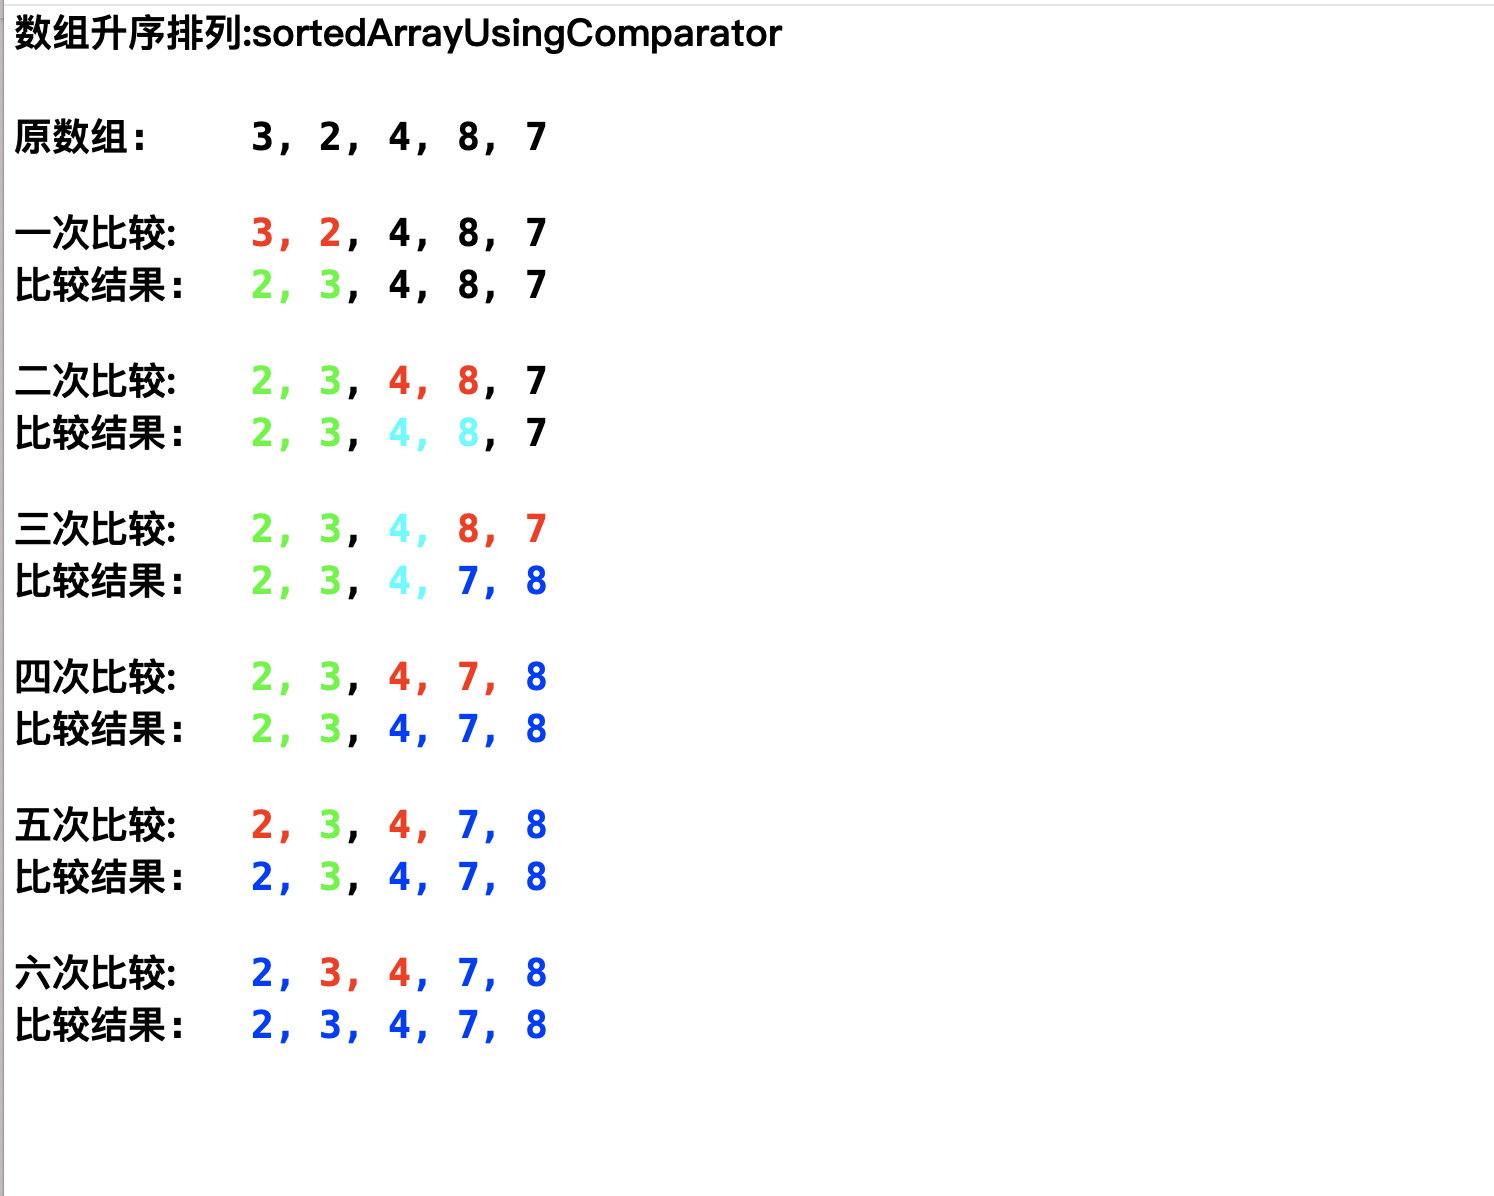 数组升序排列:sortedArrayUsingComparator
原数组: 3, 2, 4, 8, 7
一次比较: 3, 2, 4, 8, 7
比较结果: 2, 3, 4, 8, 7
二次比较: 2, 3, 4, 8, 7
比较结果: 2, 3, 4, 8, 7
三次比较: 2, 3, 4, 8, 7
比较结果: 2, 3, 4, 7, 8
四次比较: 2, 3, 4, 7, 8
比较结果: 2, 3, 4, 7, 8
五次比较: 2, 3, 4, 7, 8
比较结果: 2, 3, 4, 7, 8
六次比较: 2, 3, 4, 7, 8
比较结果: 2, 3, 4, 7, 8